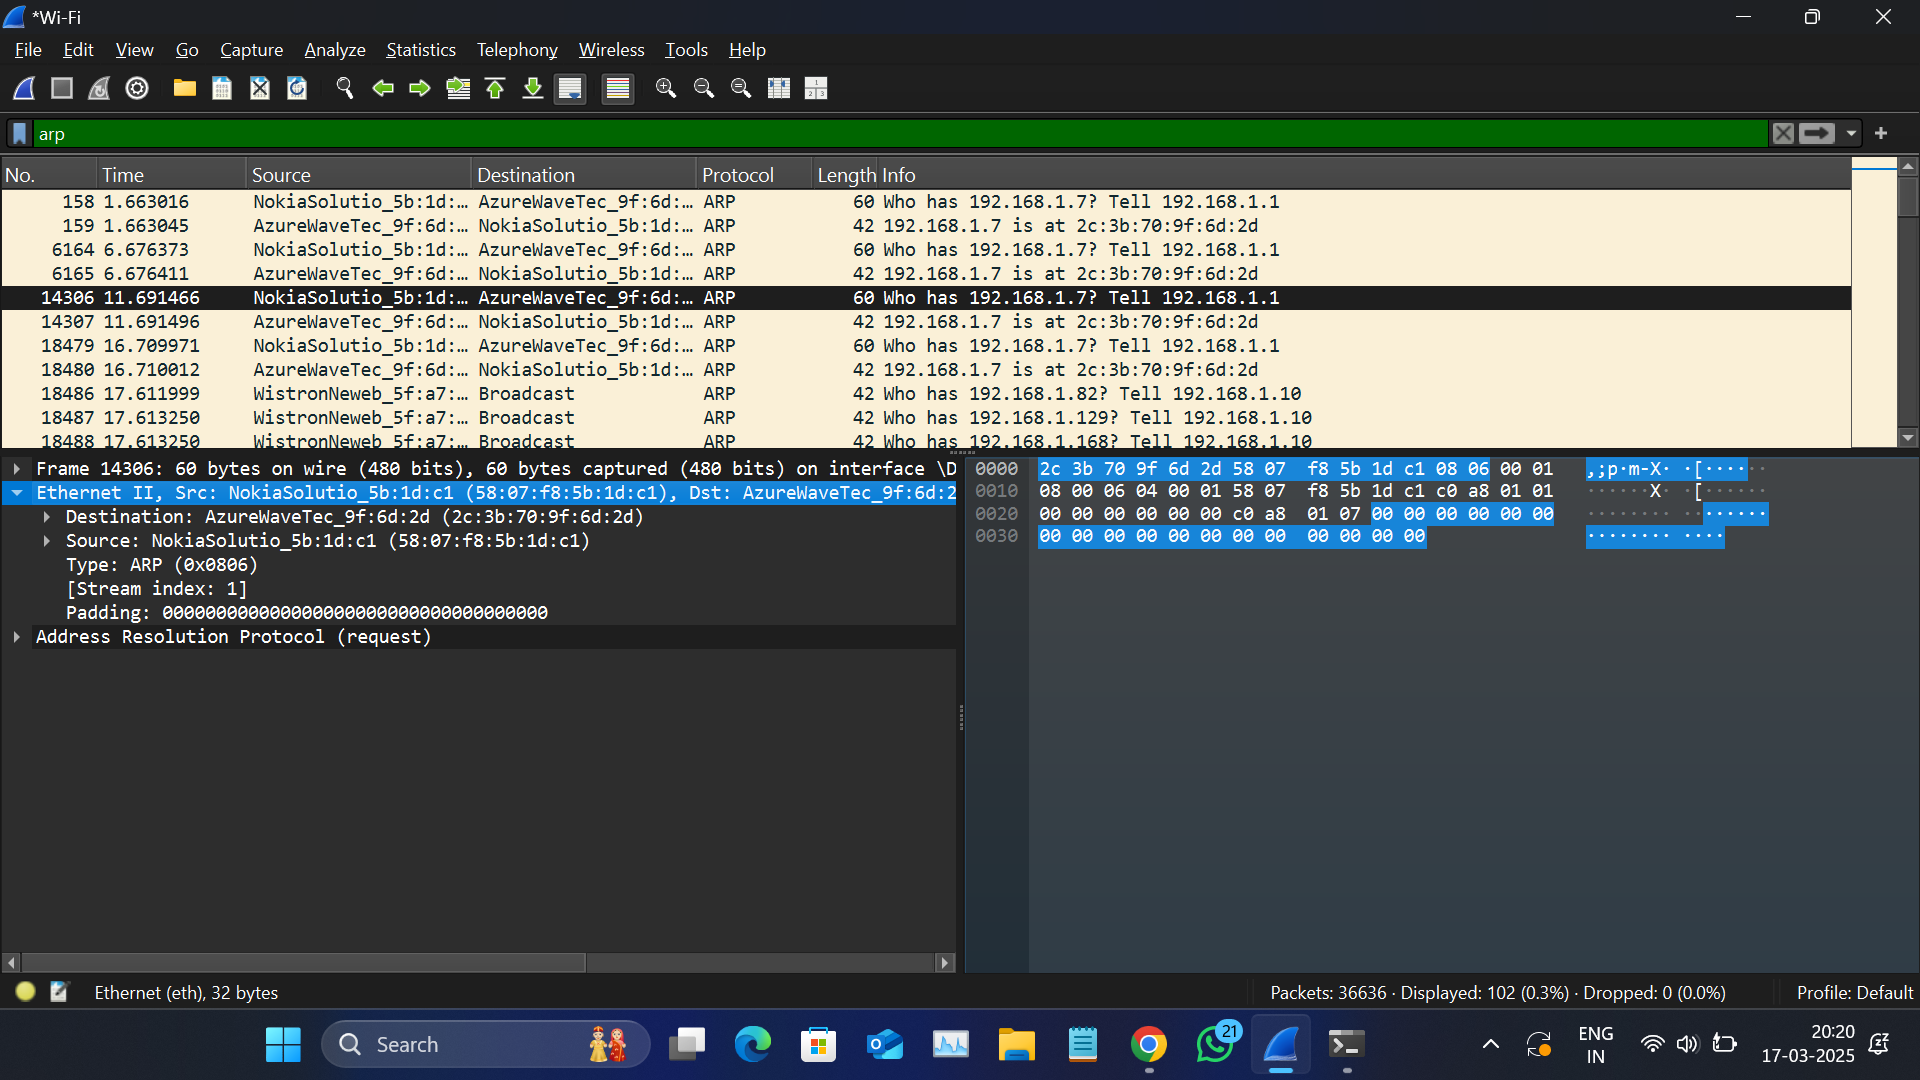 *Wi-Fi
File Edit View Go Capture Analyze Statistics Telephony Wireless Tools Help
arp
No. Time Source Destination Protocol Length Info
158 1.663016 NokiaSolutio_5b:1d:… AzureWaveTec_9f:6d:… ARP 60 Who has 192.168.1.7? Tell 192.168.1.1
159 1.663045 AzureWaveTec_9f:6d:… NokiaSolutio_5b:1d:… ARP 42 192.168.1.7 is at 2c:3b:70:9f:6d:2d
6164 6.676373 NokiaSolutio_5b:1d:… AzureWaveTec_9f:6d:… ARP 60 Who has 192.168.1.7? Tell 192.168.1.1
6165 6.676411 AzureWaveTec_9f:6d:… NokiaSolutio_5b:1d:… ARP 42 192.168.1.7 is at 2c:3b:70:9f:6d:2d
14306 11.691466 NokiaSolutio_5b:1d:… AzureWaveTec_9f:6d:… ARP 60 Who has 192.168.1.7? Tell 192.168.1.1
14307 11.691496 AzureWaveTec_9f:6d:… NokiaSolutio_5b:1d:… ARP 42 192.168.1.7 is at 2c:3b:70:9f:6d:2d
18479 16.709971 NokiaSolutio_5b:1d:… AzureWaveTec_9f:6d:… ARP 60 Who has 192.168.1.7? Tell 192.168.1.1
18480 16.710012 AzureWaveTec_9f:6d:… NokiaSolutio_5b:1d:… ARP 42 192.168.1.7 is at 2c:3b:70:9f:6d:2d
18486 17.611999 WistronNeweb_5f:a7:… Broadcast ARP 42 Who has 192.168.1.82? Tell 192.168.1.10
18487 17.613250 WistronNeweb_5f:a7:… Broadcast ARP 42 Who has 192.168.1.129? Tell 192.168.1.10
18488 17.613250 WistronNeweb_5f:a7:… Broadcast ARP 42 Who has 192.168.1.168? Tell 192.168.1.10
Frame 14306: 60 bytes on wire (480 bits), 60 bytes captured (480 bits) on interface \D
Ethernet II, Src: NokiaSolutio_5b:1d:c1 (58:07:f8:5b:1d:c1), Dst: AzureWaveTec_9f:6d:2
Destination: AzureWaveTec_9f:6d:2d (2c:3b:70:9f:6d:2d)
Source: NokiaSolutio_5b:1d:c1 (58:07:f8:5b:1d:c1)
Type: ARP (0x0806)
[Stream index: 1]
Padding: 000000000000000000000000000000000000
Address Resolution Protocol (request)
0000 2c 3b 70 9f 6d 2d 58 07 f8 5b 1d c1 08 06 00 01 ,;p·m-X· ·[······
0010 08 00 06 04 00 01 58 07 f8 5b 1d c1 c0 a8 01 01 ······X· ·[······
0020 00 00 00 00 00 00 c0 a8 01 07 00 00 00 00 00 00 ········ ········
0030 00 00 00 00 00 00 00 00 00 00 00 00 ········ ····
Ethernet (eth), 32 bytes
Packets: 36636 · Displayed: 102 (0.3%) · Dropped: 0 (0.0%)
Profile: Default
Search
21
ENG
IN
20:20
17-03-2025